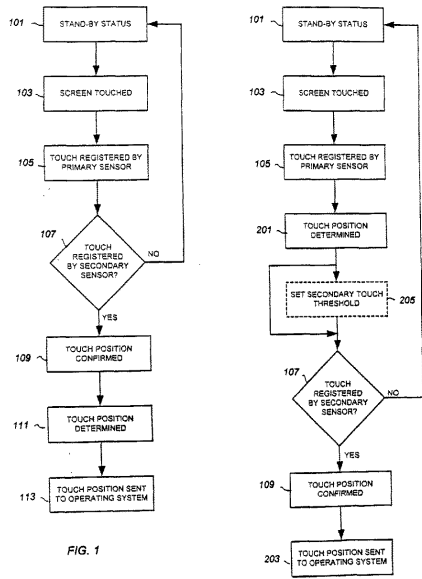 101
STAND-BY STATUS
103
SCREEN TOUCHED
105
TOUCH REGISTERED BY
PRIMARY SENSOR
107
TOUCH
REGISTERED
BY SECONDARY
SENSOR?
NO
YES
109
TOUCH POSITION
CONFIRMED
111
TOUCH POSITION
DETERMINED
113
TOUCH POSITION SENT
TO OPERATING SYSTEM
FIG. 1
101
STAND-BY STATUS
103
SCREEN TOUCHED
105
TOUCH REGISTERED BY
PRIMARY SENSOR
201
TOUCH POSITION
DETERMINED
SET SECONDARY TOUCH
THRESHOLD
205
107
TOUCH
REGISTERED
BY SECONDARY
SENSOR?
NO
YES
109
TOUCH POSITION
CONFIRMED
203
TOUCH POSITION SENT
TO OPERATING SYSTEM